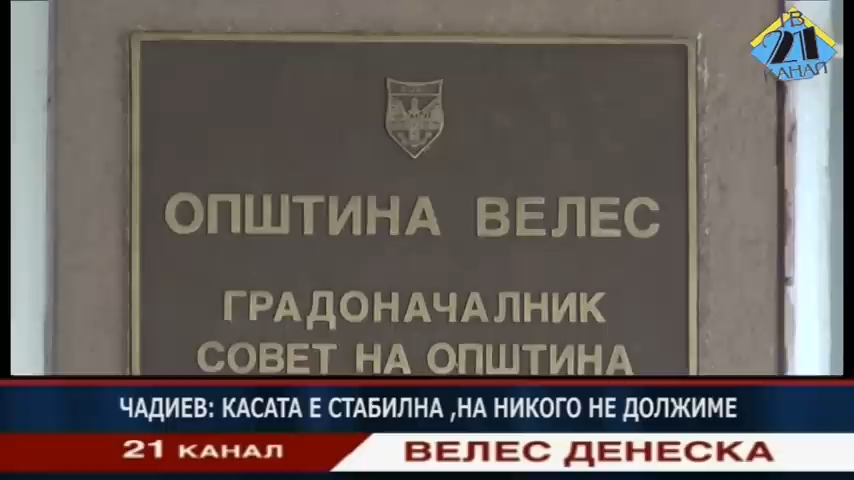 ТВ
21
КАНАЛ
ОПШТИНА ВЕЛЕС
ГРАДОНАЧАЛНИК
СОВЕТ НА ОПШТИНА
ЧАДИЕВ: КАСАТА Е СТАБИЛНА ,НА НИКОГО НЕ ДОЛЖИМЕ
21 КАНАЛ
ВЕЛЕС ДЕНЕСКА